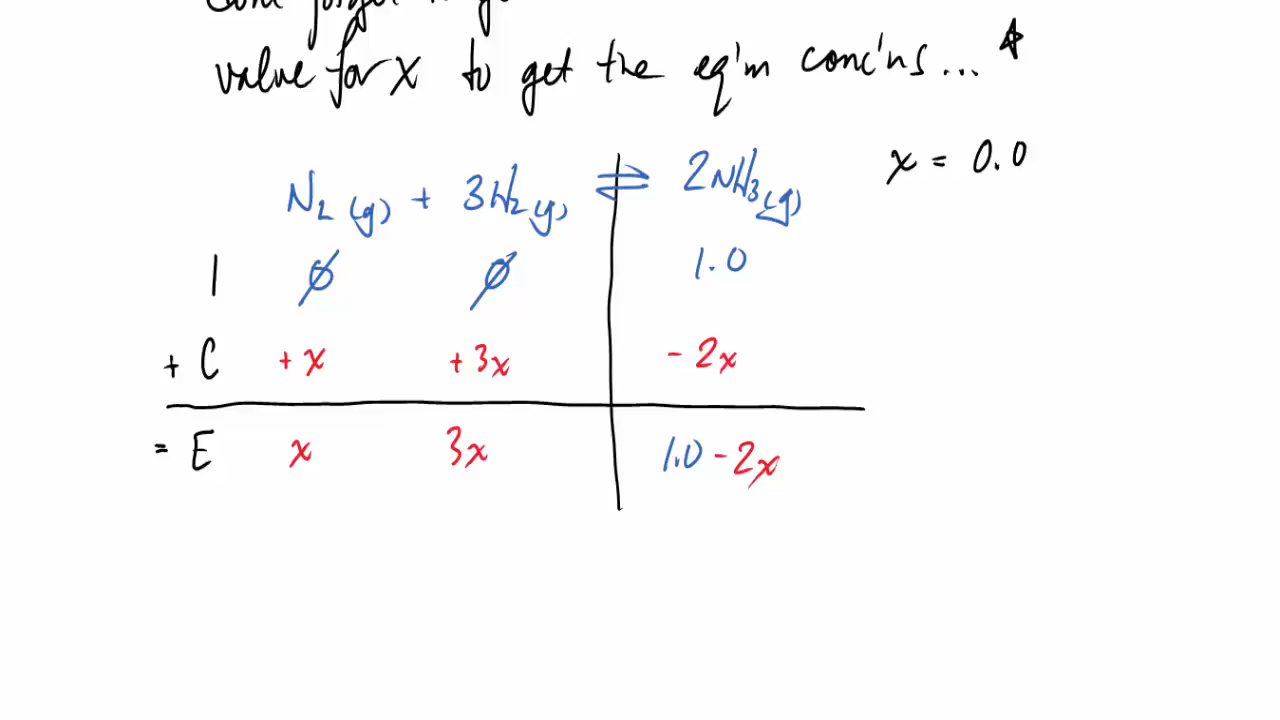 value for x to get the eq'm conc'ns...
x = 0.0
N₂(g) + 3H₂(g) ⇌ 2NH₃(g)
I ∅ ∅ 1.0
+ C +x +3x - 2x
= E x 3x 1.0 - 2x